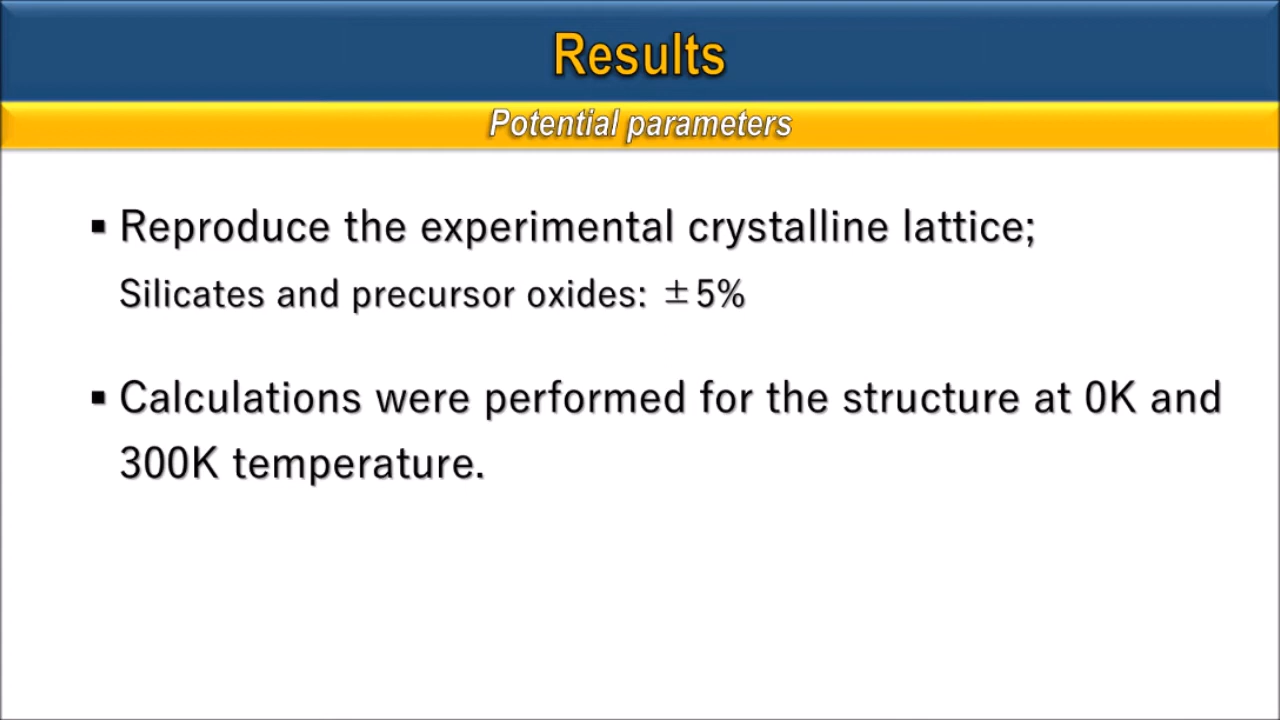 Results
Potential parameters
▪ Reproduce the experimental crystalline lattice;
Silicates and precursor oxides: ±5%
▪ Calculations were performed for the structure at 0K and
300K temperature.